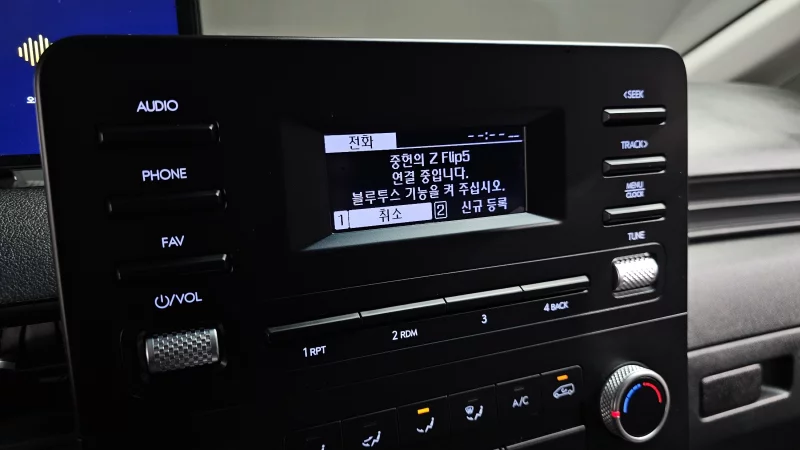 AUDIO
PHONE
FAV
⏻/VOL
전화
--:-- --
중헌의 Z Flip5
연결 중입니다.
블루투스 기능을 켜 주십시오.
1 취소 2 신규 등록
<SEEK
TRACK>
MENU
CLOCK
TUNE
1 RPT
2 RDM
3
4 BACK
A/C